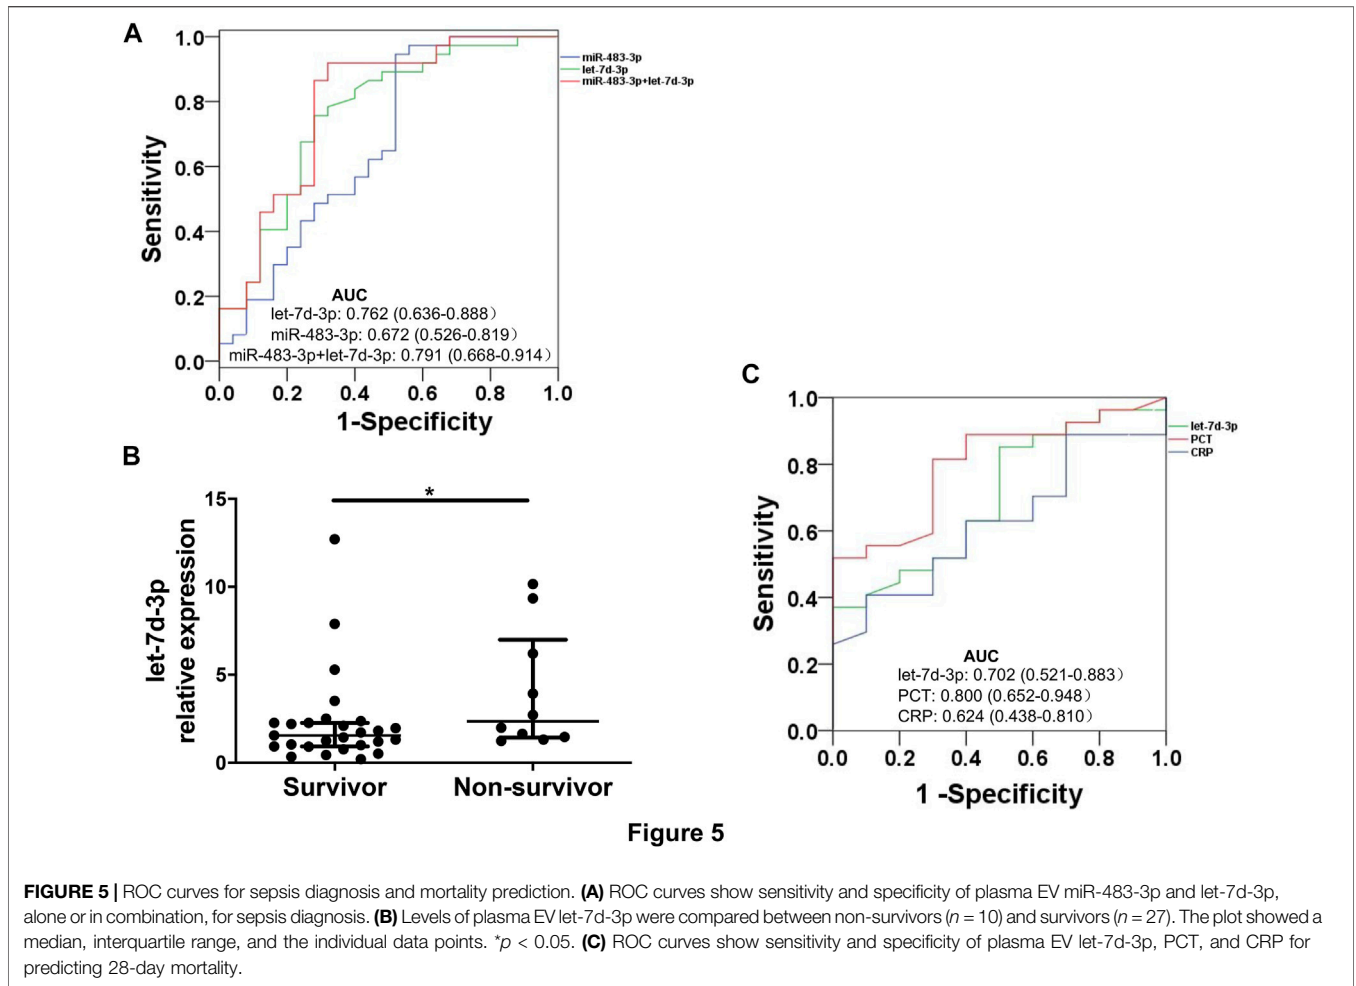 A
1.0
0.8
0.6
0.4
0.2
0.0
Sensitivity
miR-483-3p
let-7d-3p
miR-483-3p+let-7d-3p
AUC
let-7d-3p: 0.762 (0.636-0.888）
miR-483-3p: 0.672 (0.526-0.819）
miR-483-3p+let-7d-3p: 0.791 (0.668-0.914）
0.0 0.2 0.4 0.6 0.8 1.0
1-Specificity
B
15
10
5
0
let-7d-3p
relative expression
*
Survivor Non-survivor
C
1.0
0.8
0.6
0.4
0.2
0.0
Sensitivity
let-7d-3p
PCT
CRP
AUC
let-7d-3p: 0.702 (0.521-0.883）
PCT: 0.800 (0.652-0.948）
CRP: 0.624 (0.438-0.810）
0.0 0.2 0.4 0.6 0.8 1.0
1 -Specificity
Figure 5
FIGURE 5 | ROC curves for sepsis diagnosis and mortality prediction. (A) ROC curves show sensitivity and specificity of plasma EV miR-483-3p and let-7d-3p,
alone or in combination, for sepsis diagnosis. (B) Levels of plasma EV let-7d-3p were compared between non-survivors (n = 10) and survivors (n = 27). The plot showed a
median, interquartile range, and the individual data points. *p < 0.05. (C) ROC curves show sensitivity and specificity of plasma EV let-7d-3p, PCT, and CRP for
predicting 28-day mortality.